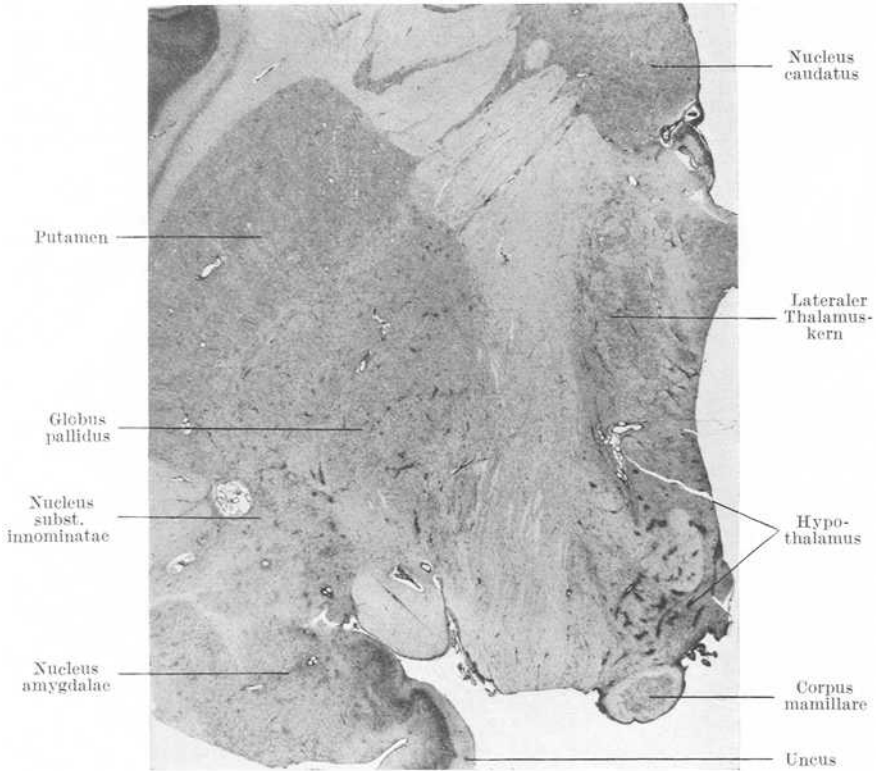 Nucleus
caudatus
Putamen
Lateraler
Thalamus-
kern
Globus
pallidus
Nucleus
subst.
innominatae
Hypo-
thalamus
Nucleus
amygdalae
Corpus
mamillare
Uncus